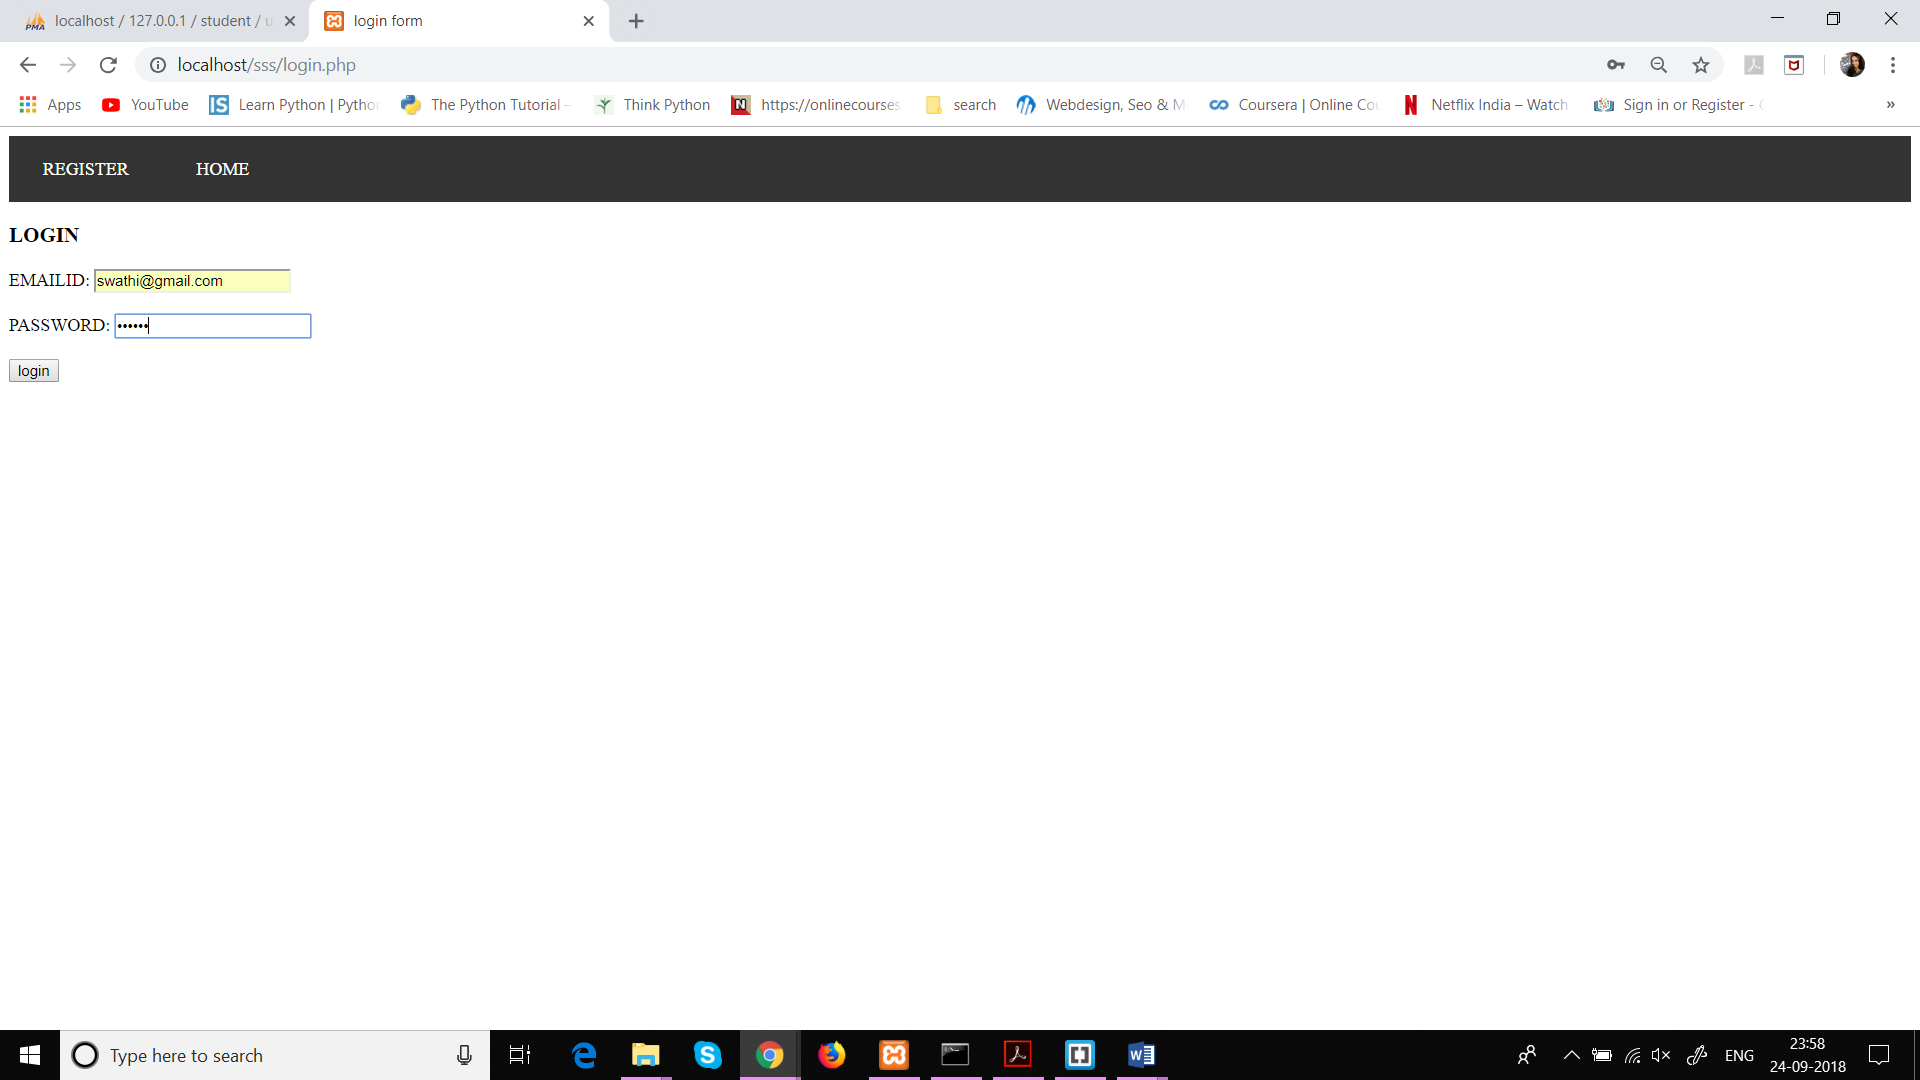 localhost / 127.0.0.1 / student / u
login form
localhost/sss/login.php
Apps
YouTube
Learn Python | Pytho
The Python Tutorial –
Think Python
https://onlinecourses
search
Webdesign, Seo & M
Coursera | Online Co
Netflix India – Watch
Sign in or Register -
»
REGISTER
HOME
LOGIN
EMAILID: swathi@gmail.com
PASSWORD: ••••••
login
Type here to search
ENG
23:58
24-09-2018